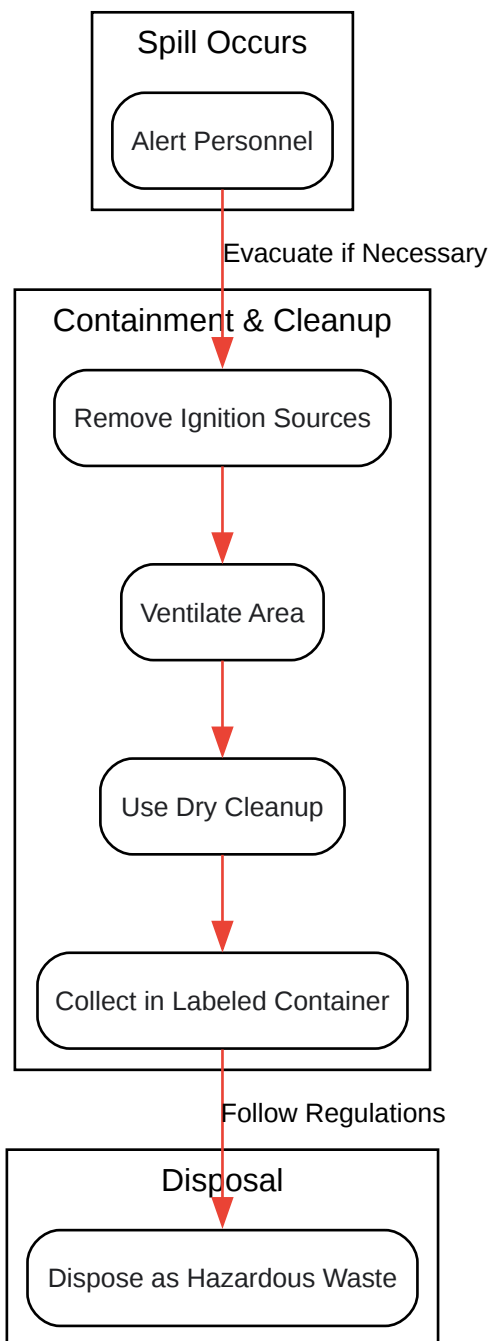 Spill Occurs
Alert Personnel
Evacuate if Necessary
Containment & Cleanup
Remove Ignition Sources
Ventilate Area
Use Dry Cleanup
Collect in Labeled Container
Follow Regulations
Disposal
Dispose as Hazardous Waste